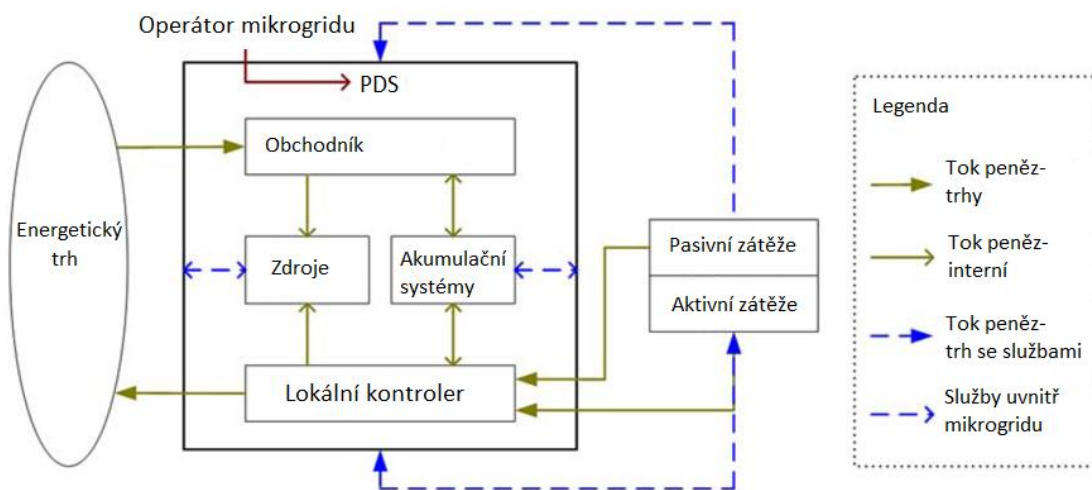 Operátor mikrogridu
PDS
Obchodník
Energetický
trh
Zdroje
Akumulační
systémy
Lokální kontroler
Pasivní zátěže
Aktivní zátěže
Legenda
Tok peněz-
trhy
Tok peněz-
interní
Tok peněz-
trh se službami
Služby uvnitř
mikrogridu